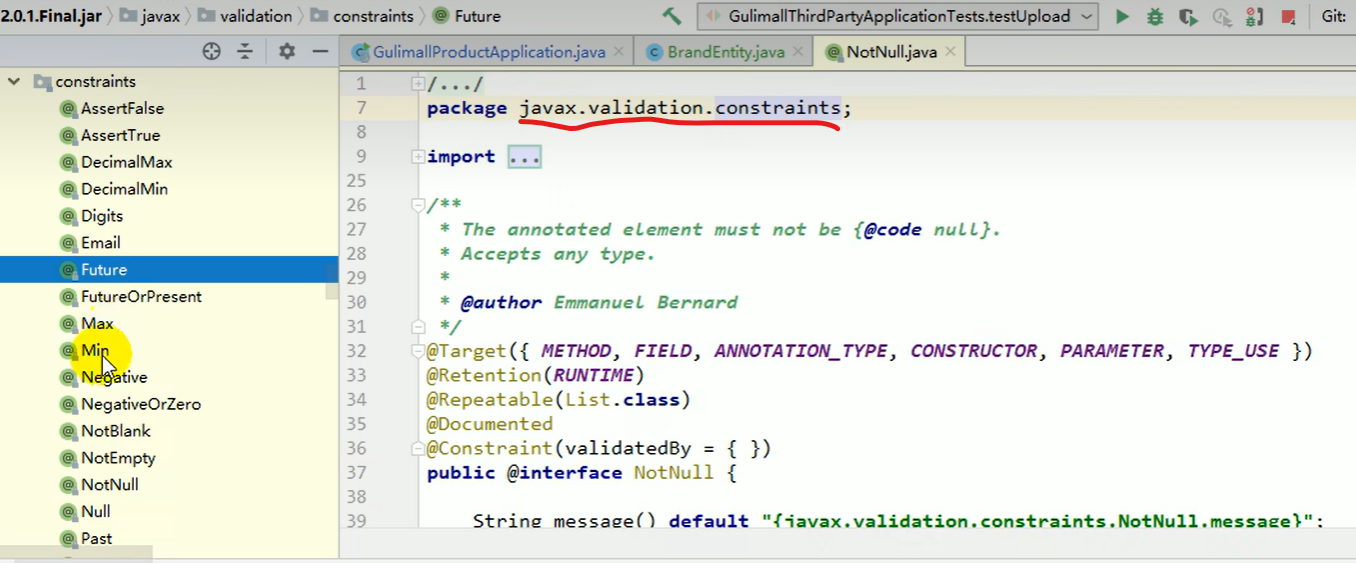 2.0.1.Final.jar javax validation constraints Future GulimallThirdPartyApplicationTests.testUpload Git:
GulimallProductApplication.java BrandEntity.java NotNull.java
constraints
AssertFalse
AssertTrue
DecimalMax
DecimalMin
Digits
Email
Future
FutureOrPresent
Max
Min
Negative
NegativeOrZero
NotBlank
NotEmpty
NotNull
Null
Past
1 /.../
7 package javax.validation.constraints;
8
9 import ...
25
26 /**
27 * The annotated element must not be {@code null}.
28 * Accepts any type.
29 *
30 * @author Emmanuel Bernard
31 */
32 @Target({ METHOD, FIELD, ANNOTATION_TYPE, CONSTRUCTOR, PARAMETER, TYPE_USE })
33 @Retention(RUNTIME)
34 @Repeatable(List.class)
35 @Documented
36 @Constraint(validatedBy = { })
37 public @interface NotNull {
38
39 String message() default "{javax.validation.constraints.NotNull.message}";